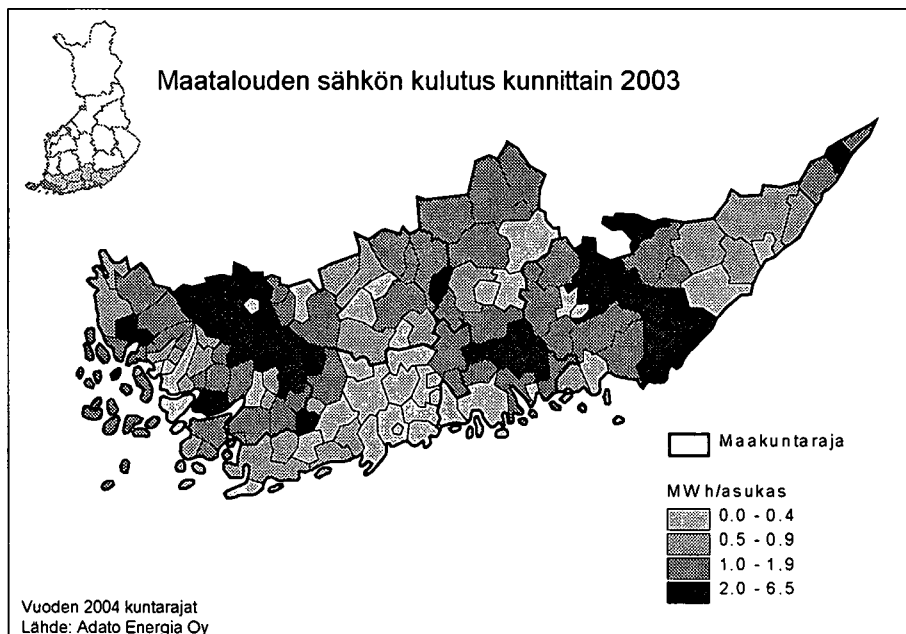 Maatalouden sähkön kulutus kunnittain 2003
Maakuntaraja
MWh/asukas
0.0 - 0.4
0.5 - 0.9
1.0 - 1.9
2.0 - 6.5
Vuoden 2004 kuntarajat
Lähde: Adato Energia Oy